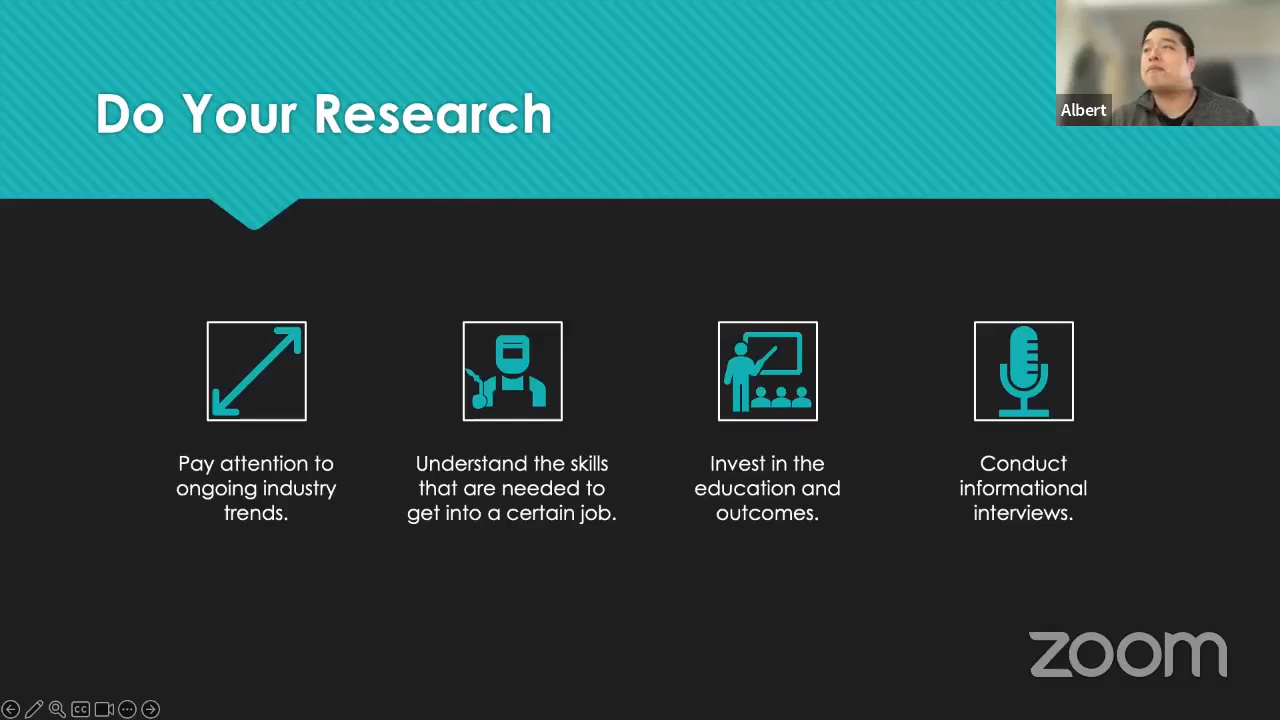 Do Your Research
Albert
Pay attention to
ongoing industry
trends.
Understand the skills
that are needed to
get into a certain job.
Invest in the
education and
outcomes.
Conduct
informational
interviews.
zoom
CC